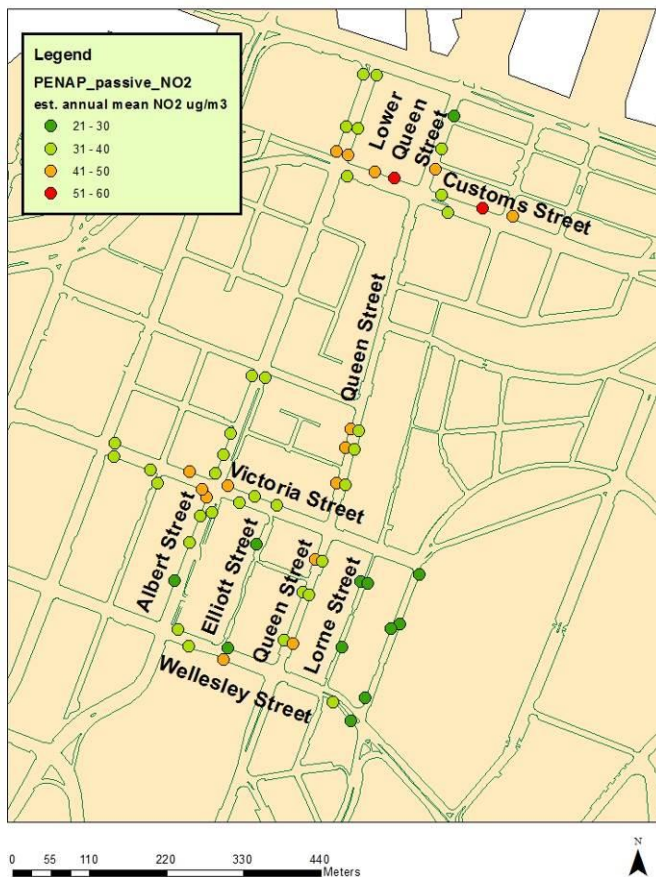 Legend
PENAP_passive_NO2
est. annual mean NO2 ug/m3
21 - 30
31 - 40
41 - 50
51 - 60
Lower
Queen
Street
Customs Street
Queen Street
Victoria Street
Albert Street
Elliott Street
Queen Street
Lorne Street
Wellesley Street
0 55 110 220 330 440
Meters
N